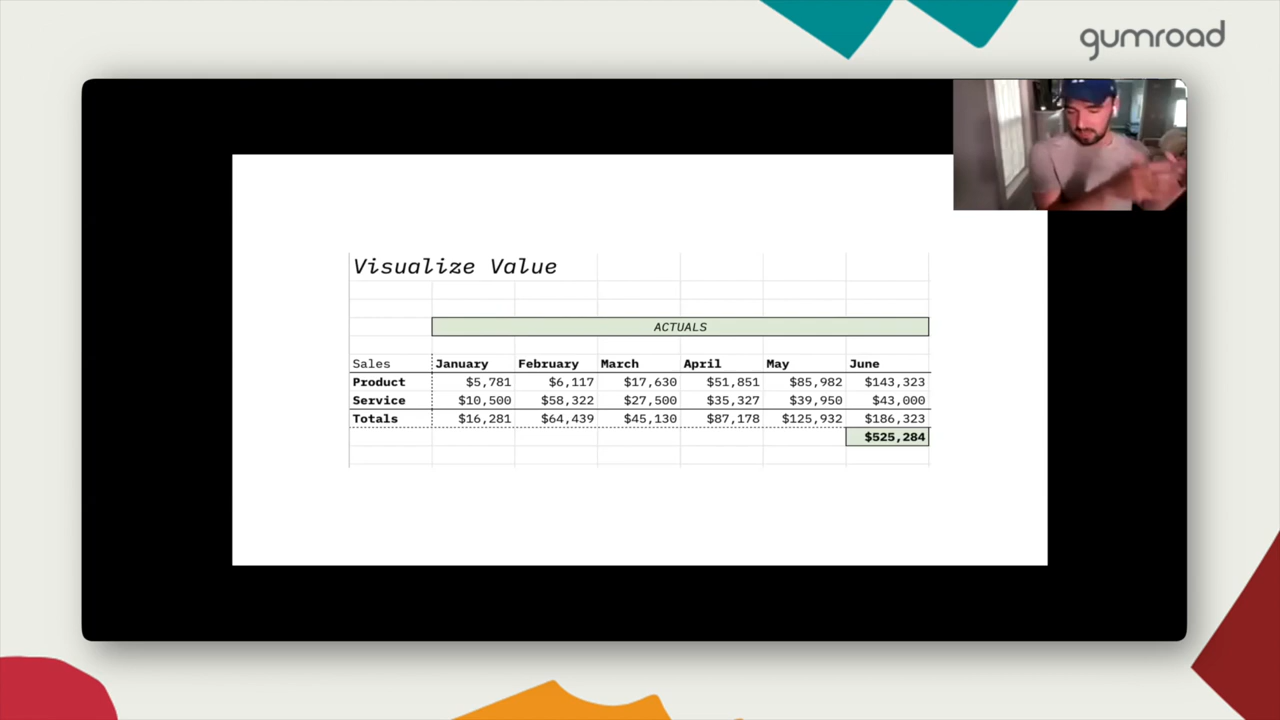 gumroad
Visualize Value
ACTUALS
Sales January February March April May June
Product $5,781 $6,117 $17,630 $51,851 $85,982 $143,323
Service $10,500 $58,322 $27,500 $35,327 $39,950 $43,000
Totals $16,281 $64,439 $45,130 $87,178 $125,932 $186,323
$525,284